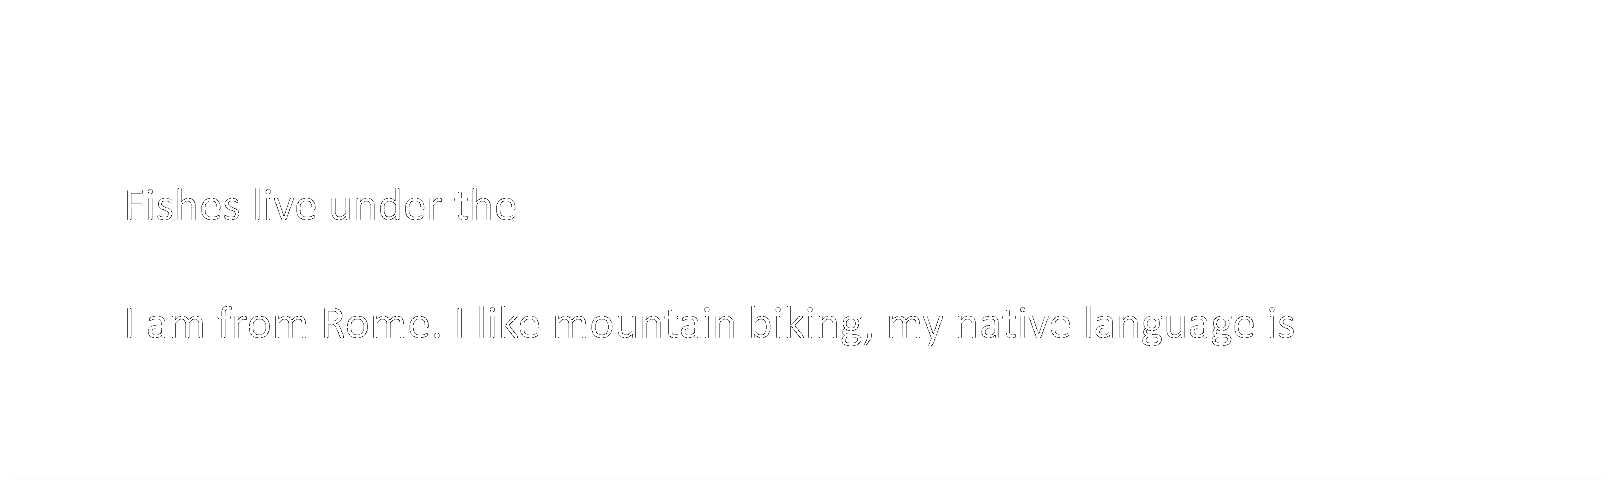 Fishes live under the
I am from Rome. I like mountain biking, my native language is